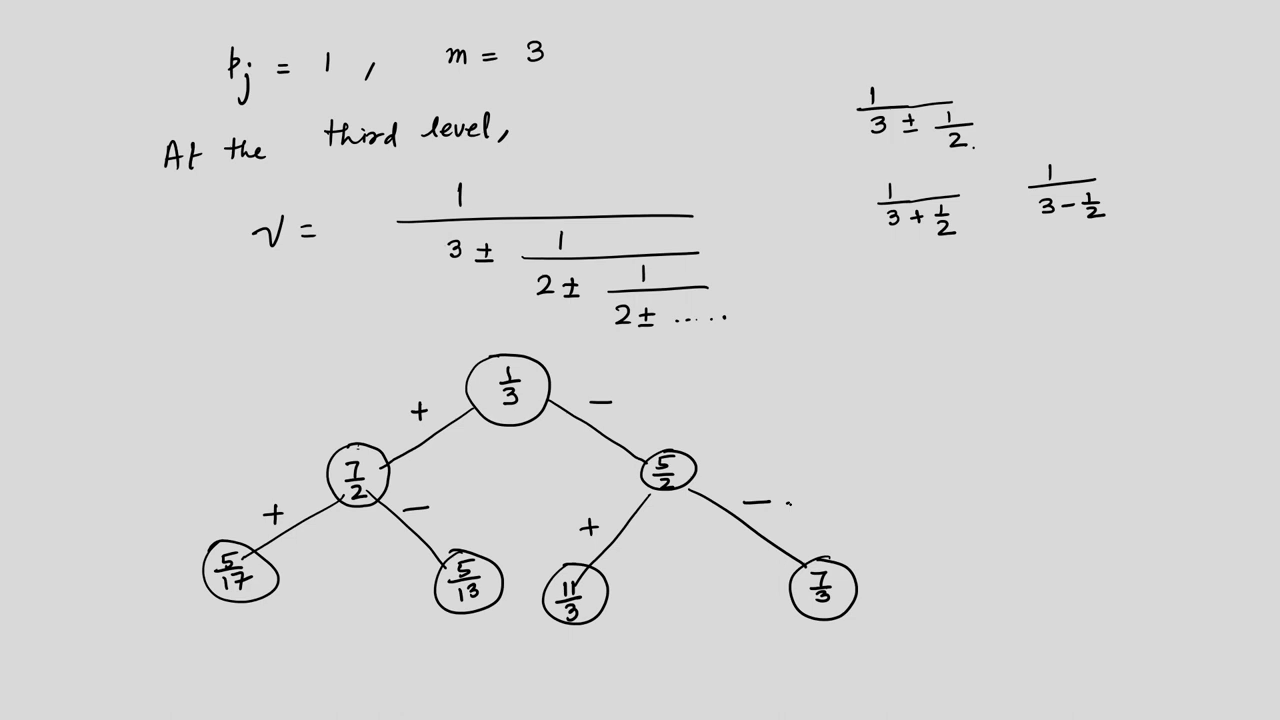 p_j = 1 , m = 3
1/(3 ± 1/2.)
At the third level,
1/(3 + 1/2) 1/(3 − 1/2)
ν = 1/(3 ± 1/(2 ± 1/(2 ± .....)))
1/3
+ −
7/2 5/2
+ − + − .
5/17 5/13 11/3 7/3